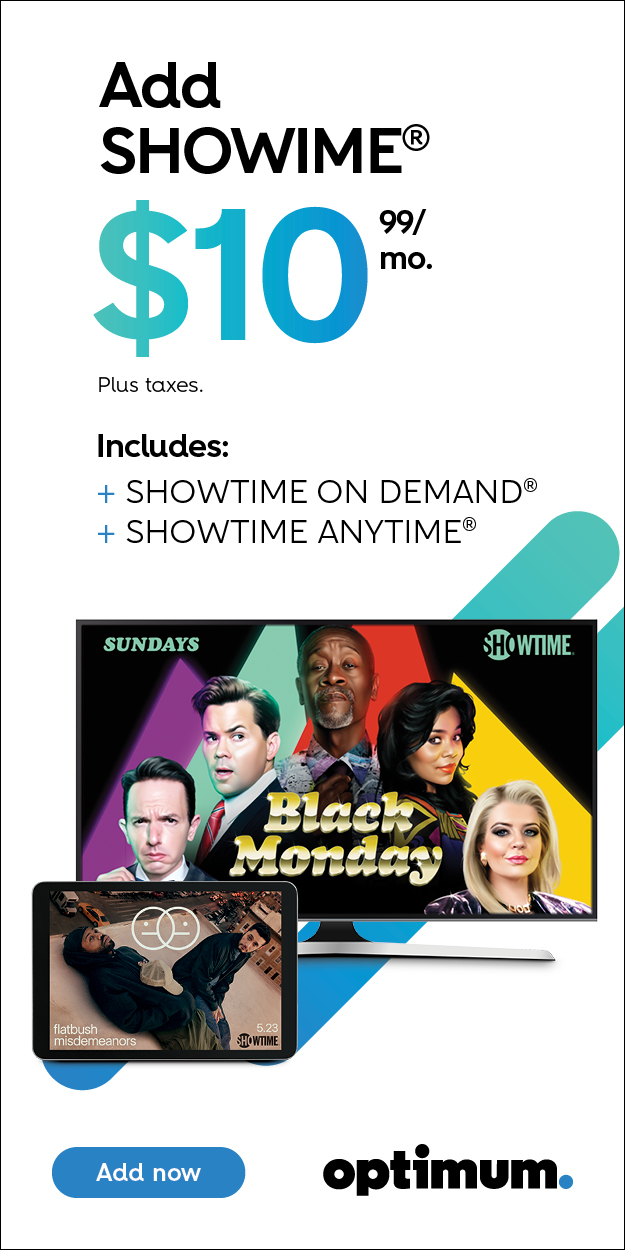 Add
SHOWIME®
$10 99/
mo.
Plus taxes.
Includes:
+ SHOWTIME ON DEMAND®
+ SHOWTIME ANYTIME®
SUNDAYS
SHOWTIME
Black
Monday
flatbush
misdemeanors
5.23
SHOWTIME
Add now
optimum.